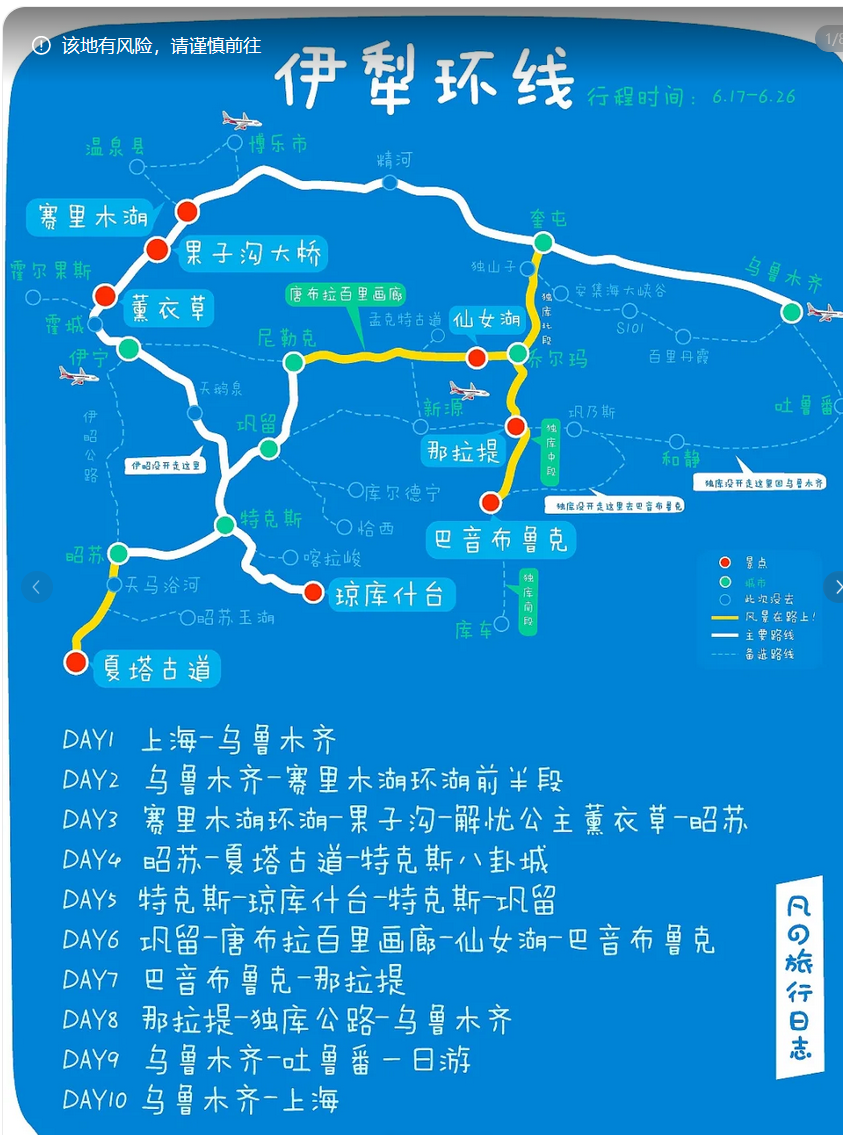 该地有风险，请谨慎前往
1/8
伊犁环线
行程时间：6.17-6.26
温泉县
博乐市
精河
赛里木湖
果子沟大桥
奎屯
乌鲁木齐
霍尔果斯
独山子
薰衣草
唐布拉百里画廊
安集海大峡谷
独库北段
霍城
孟克特古道
仙女湖
S101
伊宁
尼勒克
乔尔玛
百里丹霞
天鹅泉
新源
巩乃斯
吐鲁番
伊昭公路
巩留
那拉提
独库中段
和静
伊昭没开走这里
独库没开走这里回乌鲁木齐
库尔德宁
独库没开走这里去巴音布鲁克
特克斯
恰西
巴音布鲁克
昭苏
喀拉峻
景点
天马浴河
独库南段
城市
琼库什台
此次没去
昭苏玉湖
风景在路上！
库车
主要路线
夏塔古道
备选路线
DAY1 上海-乌鲁木齐
DAY2 乌鲁木齐-赛里木湖环湖前半段
DAY3 赛里木湖环湖-果子沟-解忧公主薰衣草-昭苏
DAY4 昭苏-夏塔古道-特克斯八卦城
DAY5 特克斯-琼库什台-特克斯-巩留
DAY6 巩留-唐布拉百里画廊-仙女湖-巴音布鲁克
DAY7 巴音布鲁克-那拉提
DAY8 那拉提-独库公路-乌鲁木齐
DAY9 乌鲁木齐-吐鲁番一日游
DAY10 乌鲁木齐-上海
凡の旅行日志